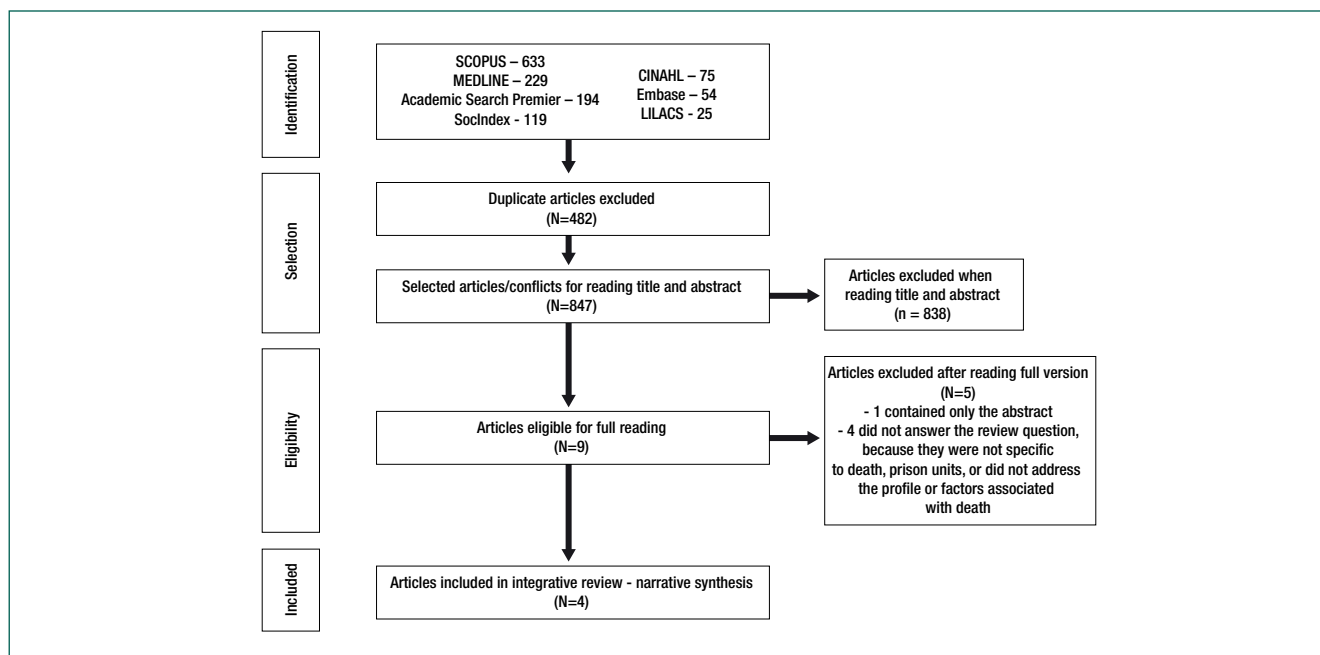 Identification
SCOPUS – 633
MEDLINE – 229
Academic Search Premier – 194
SocIndex - 119
CINAHL – 75
Embase – 54
LILACS - 25
Selection
Duplicate articles excluded
(N=482)
Selected articles/conflicts for reading title and abstract
(N=847)
Articles excluded when
reading title and abstract
(n = 838)
Eligibility
Articles eligible for full reading
(N=9)
Articles excluded after reading full version
(N=5)
- 1 contained only the abstract
- 4 did not answer the review question,
because they were not specific
to death, prison units, or did not address
the profile or factors associated
with death
Included
Articles included in integrative review - narrative synthesis
(N=4)